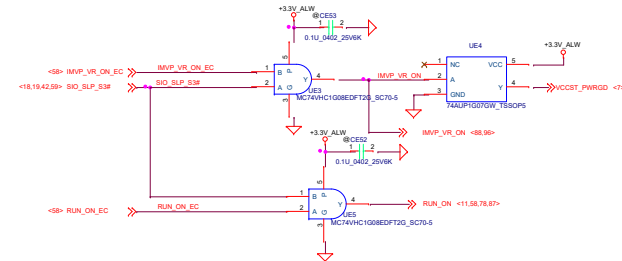 +3.3V_ALW
@CE53
1 2
0.1U_0402_25V6K
UE4
+3.3V_ALW
5
P
<58> IMVP_VR_ON_EC
IMVP_VR_ON_EC
1
B
Y
4
IMVP_VR_ON
1
NC
VCC
5
<18,19,42,59> SIO_SLP_S3#
SIO_SLP_S3#
2
A
G
2
A
UE3
3
GND
Y
4
VCCST_PWRGD <7
3
MC74VHC1G08EDFT2G_SC70-5
74AUP1G07GW_TSSOP5
+3.3V_ALW
@CE52
1 2
0.1U_0402_25V6K
IMVP_VR_ON <88,96>
5
P
1
B
Y
4
RUN_ON <11,58,78,87>
<58> RUN_ON_EC
RUN_ON_EC
2
A
G
UE5
3
MC74VHC1G08EDFT2G_SC70-5